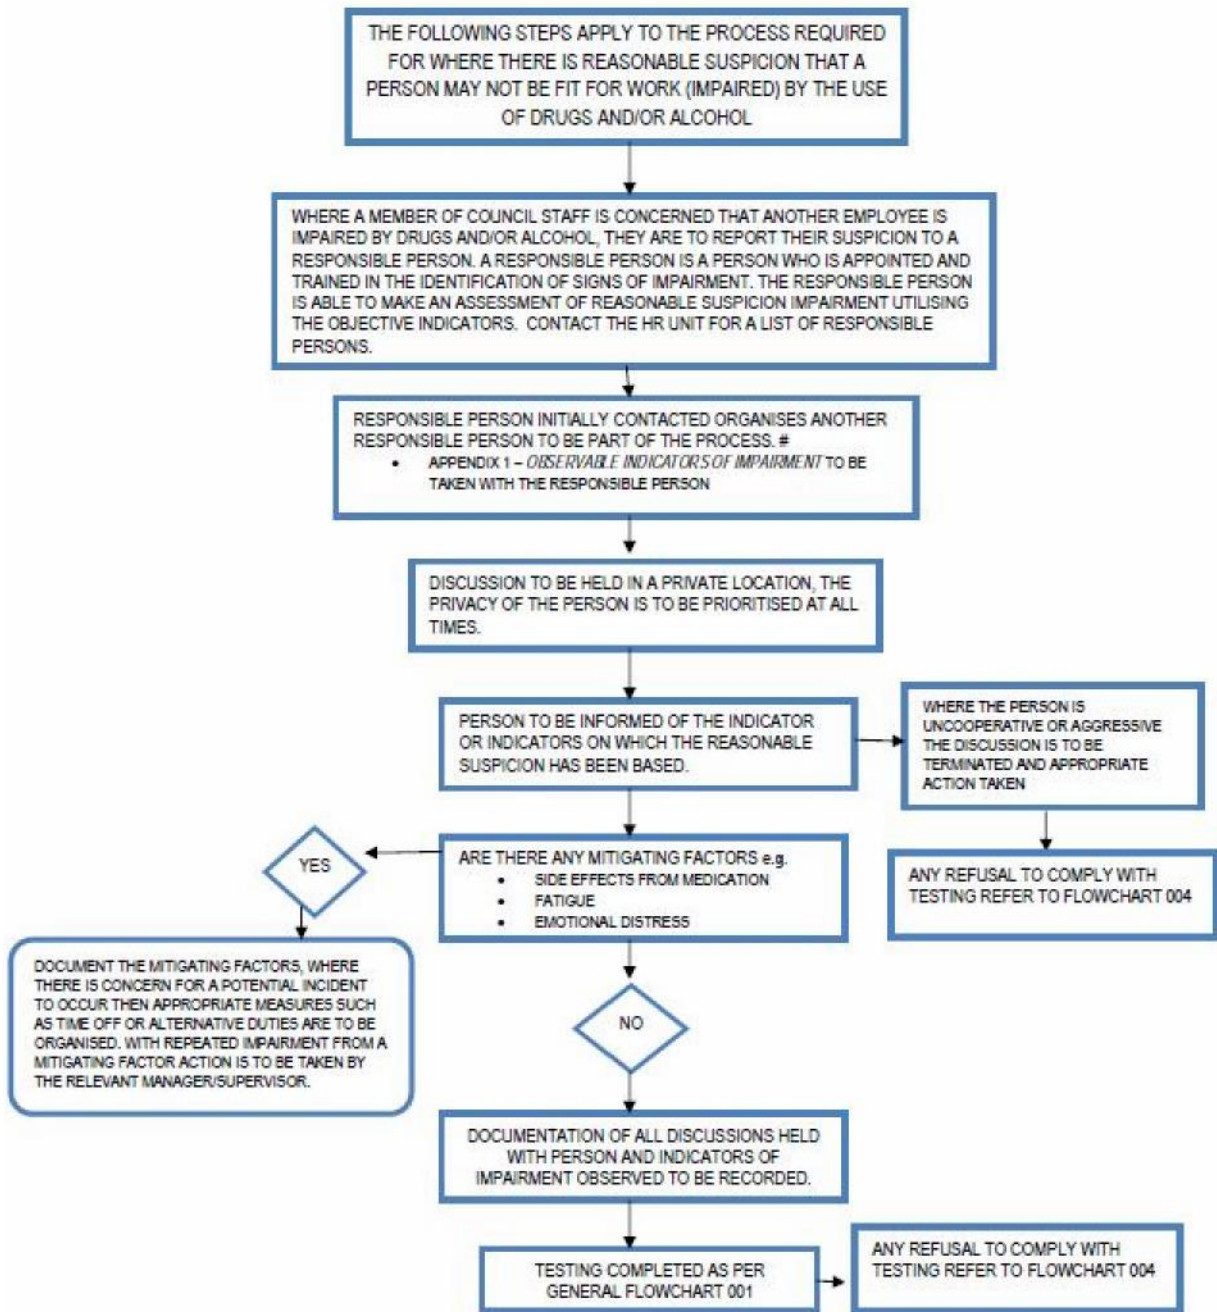 THE FOLLOWING STEPS APPLY TO THE PROCESS REQUIRED
FOR WHERE THERE IS REASONABLE SUSPICION THAT A
PERSON MAY NOT BE FIT FOR WORK (IMPAIRED) BY THE USE
OF DRUGS AND/OR ALCOHOL
WHERE A MEMBER OF COUNCIL STAFF IS CONCERNED THAT ANOTHER EMPLOYEE IS
IMPAIRED BY DRUGS AND/OR ALCOHOL, THEY ARE TO REPORT THEIR SUSPICION TO A
RESPONSIBLE PERSON. A RESPONSIBLE PERSON IS A PERSON WHO IS APPOINTED AND
TRAINED IN THE IDENTIFICATION OF SIGNS OF IMPAIRMENT. THE RESPONSIBLE PERSON
IS ABLE TO MAKE AN ASSESSMENT OF REASONABLE SUSPICION IMPAIRMENT UTILISING
THE OBJECTIVE INDICATORS. CONTACT THE HR UNIT FOR A LIST OF RESPONSIBLE
PERSONS.
RESPONSIBLE PERSON INITIALLY CONTACTED ORGANISES ANOTHER
RESPONSIBLE PERSON TO BE PART OF THE PROCESS. #
• APPENDIX 1 – OBSERVABLE INDICATORS OF IMPAIRMENT TO BE
TAKEN WITH THE RESPONSIBLE PERSON
DISCUSSION TO BE HELD IN A PRIVATE LOCATION, THE
PRIVACY OF THE PERSON IS TO BE PRIORITISED AT ALL
TIMES.
PERSON TO BE INFORMED OF THE INDICATOR
OR INDICATORS ON WHICH THE REASONABLE
SUSPICION HAS BEEN BASED.
WHERE THE PERSON IS
UNCOOPERATIVE OR AGGRESSIVE
THE DISCUSSION IS TO BE
TERMINATED AND APPROPRIATE
ACTION TAKEN
ANY REFUSAL TO COMPLY WITH
TESTING REFER TO FLOWCHART 004
ARE THERE ANY MITIGATING FACTORS e.g.
• SIDE EFFECTS FROM MEDICATION
• FATIGUE
• EMOTIONAL DISTRESS
YES
DOCUMENT THE MITIGATING FACTORS, WHERE
THERE IS CONCERN FOR A POTENTIAL INCIDENT
TO OCCUR THEN APPROPRIATE MEASURES SUCH
AS TIME OFF OR ALTERNATIVE DUTIES ARE TO BE
ORGANISED. WITH REPEATED IMPAIRMENT FROM A
MITIGATING FACTOR ACTION IS TO BE TAKEN BY
THE RELEVANT MANAGER/SUPERVISOR.
NO
DOCUMENTATION OF ALL DISCUSSIONS HELD
WITH PERSON AND INDICATORS OF
IMPAIRMENT OBSERVED TO BE RECORDED.
TESTING COMPLETED AS PER
GENERAL FLOWCHART 001
ANY REFUSAL TO COMPLY WITH
TESTING REFER TO FLOWCHART 004